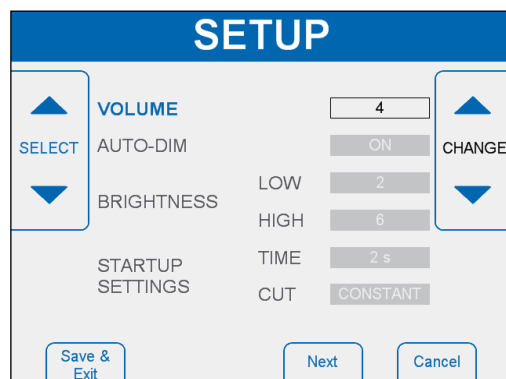 SETUP
VOLUME 4
SELECT AUTO-DIM ON CHANGE
BRIGHTNESS LOW 2
HIGH 6
STARTUP SETTINGS TIME 2 s
CUT CONSTANT
Save & Exit Next Cancel